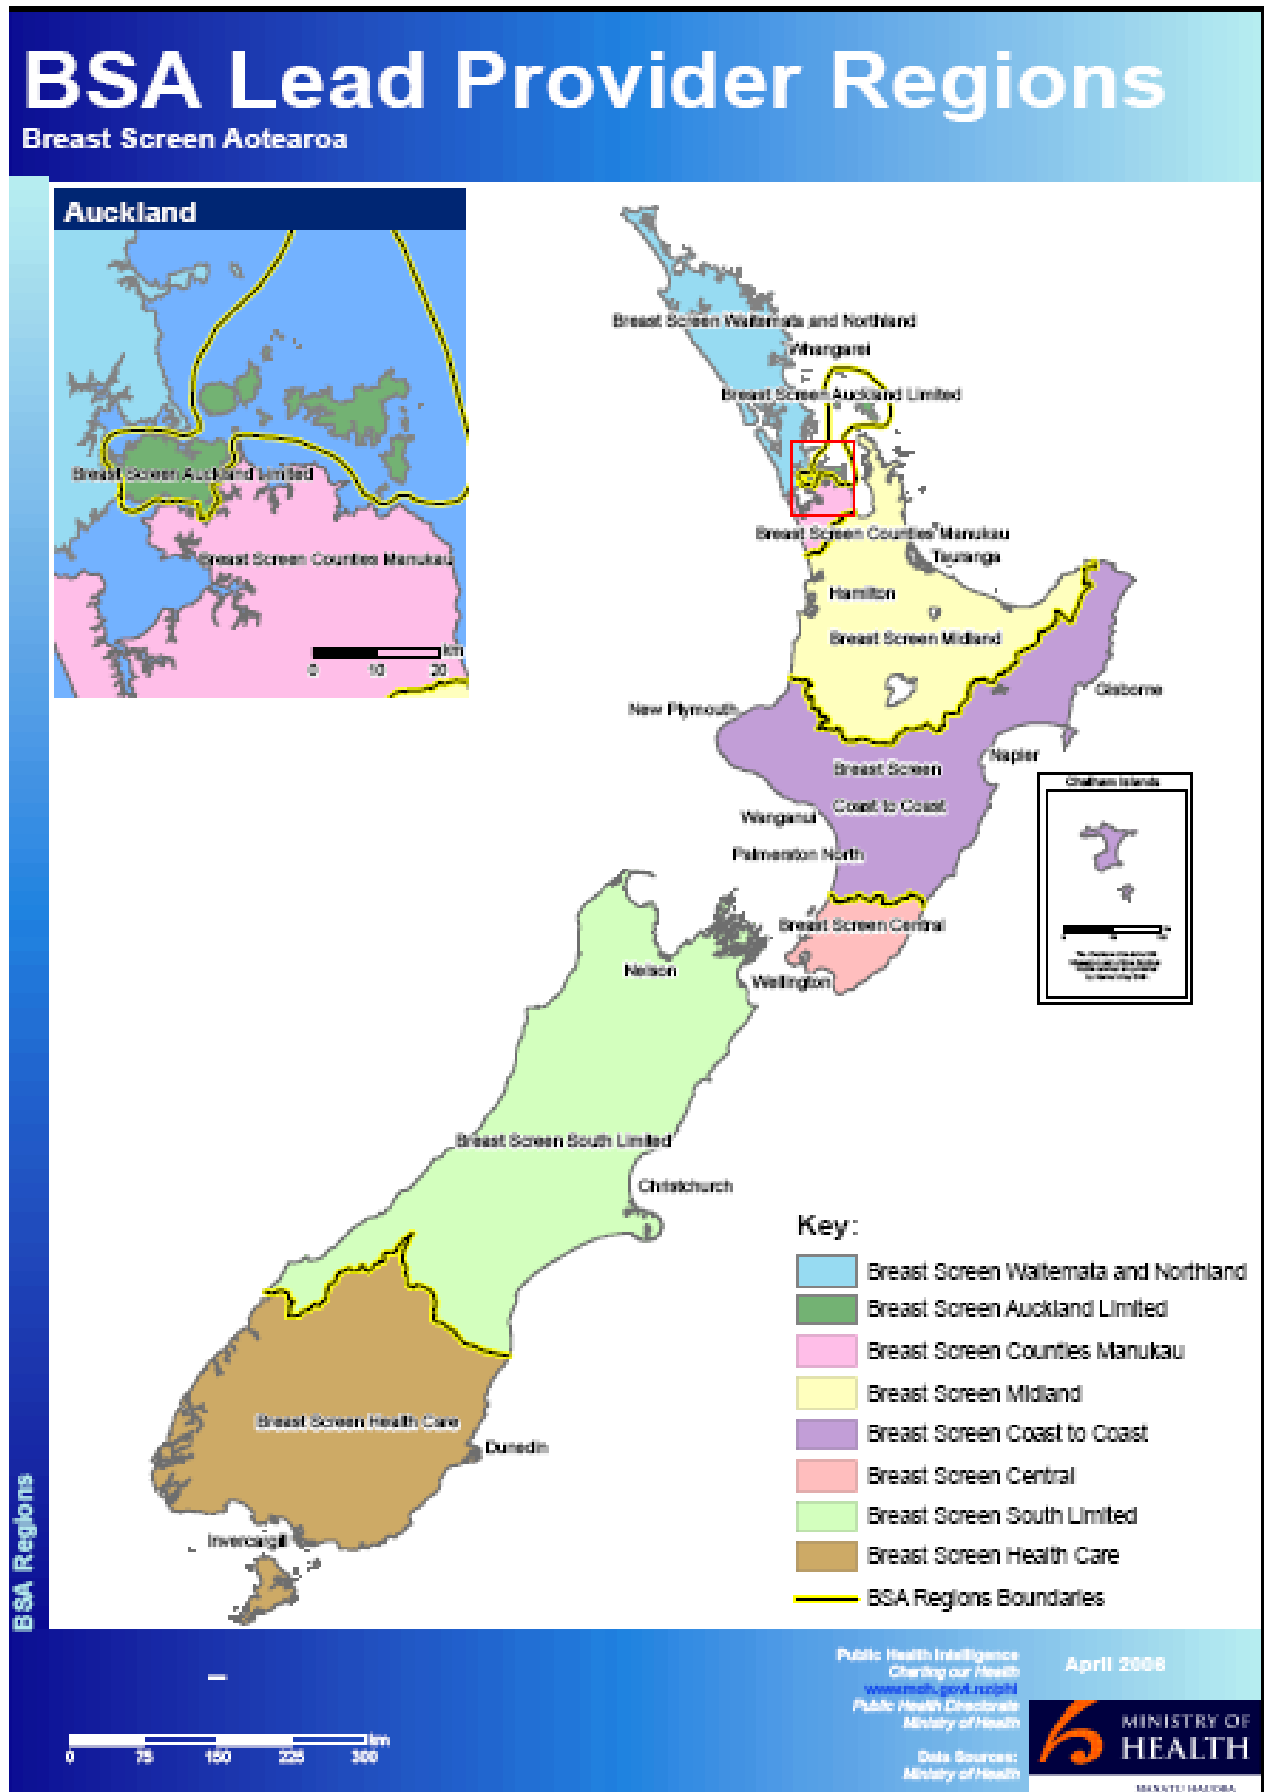 BSA Lead Provider Regions
Breast Screen Aotearoa
Auckland
Breast Screen Auckland Limited
Breast Screen Counties Manukau
km
0 10 20
Breast Screen Waitemata and Northland
Whangarei
Breast Screen Auckland Limited
Breast Screen Counties Manukau
Tauranga
Hamilton
Breast Screen Midland
Gisborne
New Plymouth
Napier
Breast Screen
Coast to Coast
Wanganui
Palmerston North
Chatham Islands
Breast Screen Central
Nelson
Wellington
Breast Screen South Limited
Christchurch
Breast Screen Health Care
Dunedin
Invercargill
Key:
Breast Screen Waitemata and Northland
Breast Screen Auckland Limited
Breast Screen Counties Manukau
Breast Screen Midland
Breast Screen Coast to Coast
Breast Screen Central
Breast Screen South Limited
Breast Screen Health Care
BSA Regions Boundaries
BSA Regions
km
0 75 150 225 300
Public Health Intelligence
Charting our Health
www.moh.govt.nz/phi
Public Health Directorate
Ministry of Health
Data Sources:
Ministry of Health
April 2008
MINISTRY OF
HEALTH
MANATŪ HAUORA